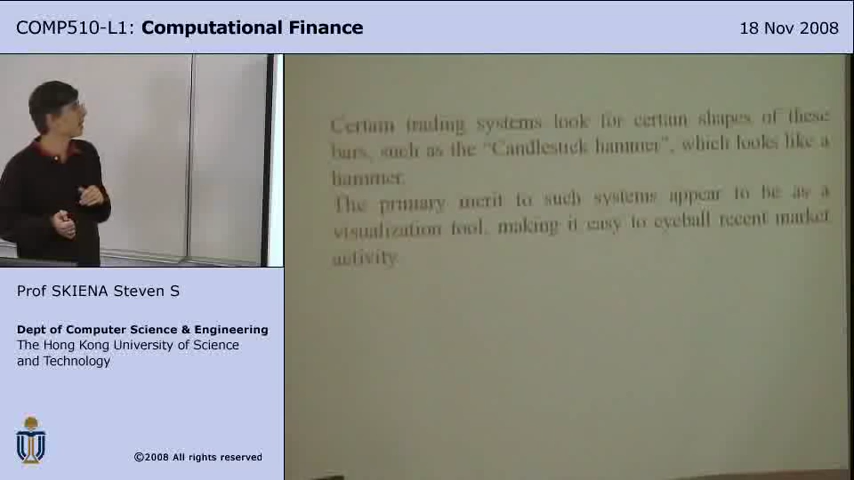 COMP510-L1: Computational Finance
18 Nov 2008
Certain trading systems look for certain shapes of these
bars, such as the "Candlestick hammer", which looks like a
hammer.
The primary merit to such systems appear to be as a
visualization tool, making it easy to eyeball recent market
activity.
Prof SKIENA Steven S
Dept of Computer Science & Engineering
The Hong Kong University of Science
and Technology
©2008 All rights reserved